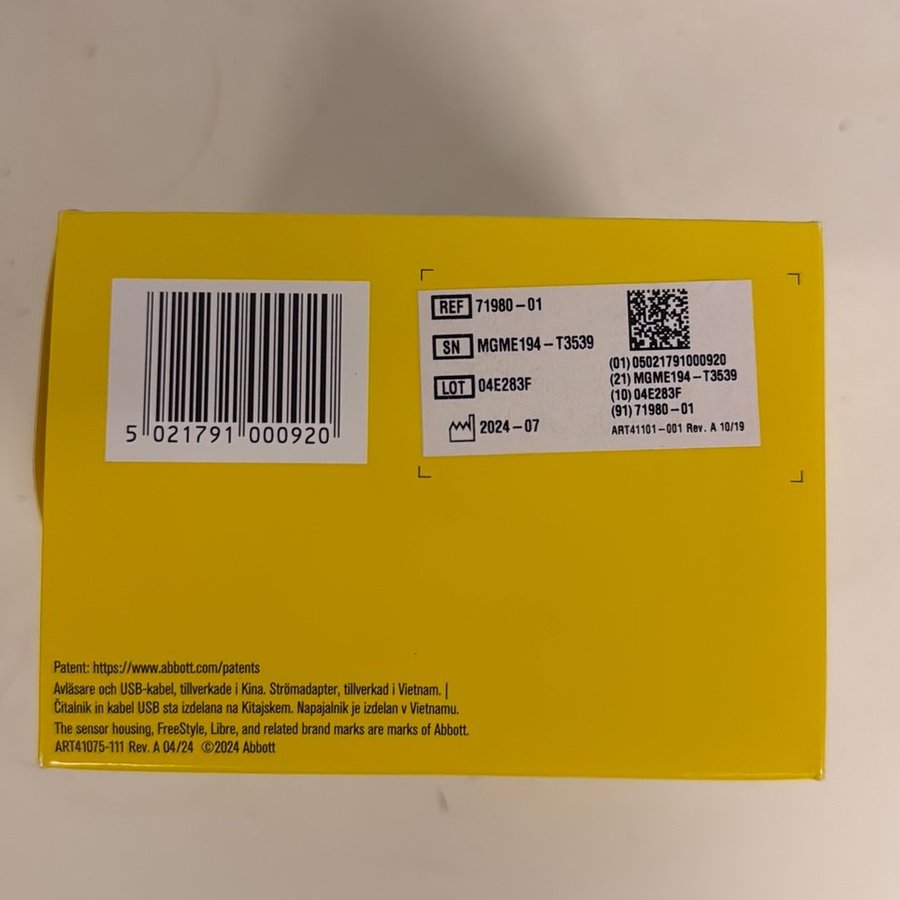 5 021791 000920
REF 71980-01
SN MGME194-T3539
LOT 04E283F
2024-07
(01) 05021791000920
(21) MGME194-T3539
(10) 04E283F
(91) 71980-01
ART41101-001 Rev. A 10/19
Patent: https://www.abbott.com/patents
Avläsare och USB-kabel, tillverkade i Kina. Strömadapter, tillverkad i Vietnam. |
Čitalnik in kabel USB sta izdelana na Kitajskem. Napajalnik je izdelan v Vietnamu.
The sensor housing, FreeStyle, Libre, and related brand marks are marks of Abbott.
ART41075-111 Rev. A 04/24 ©2024 Abbott